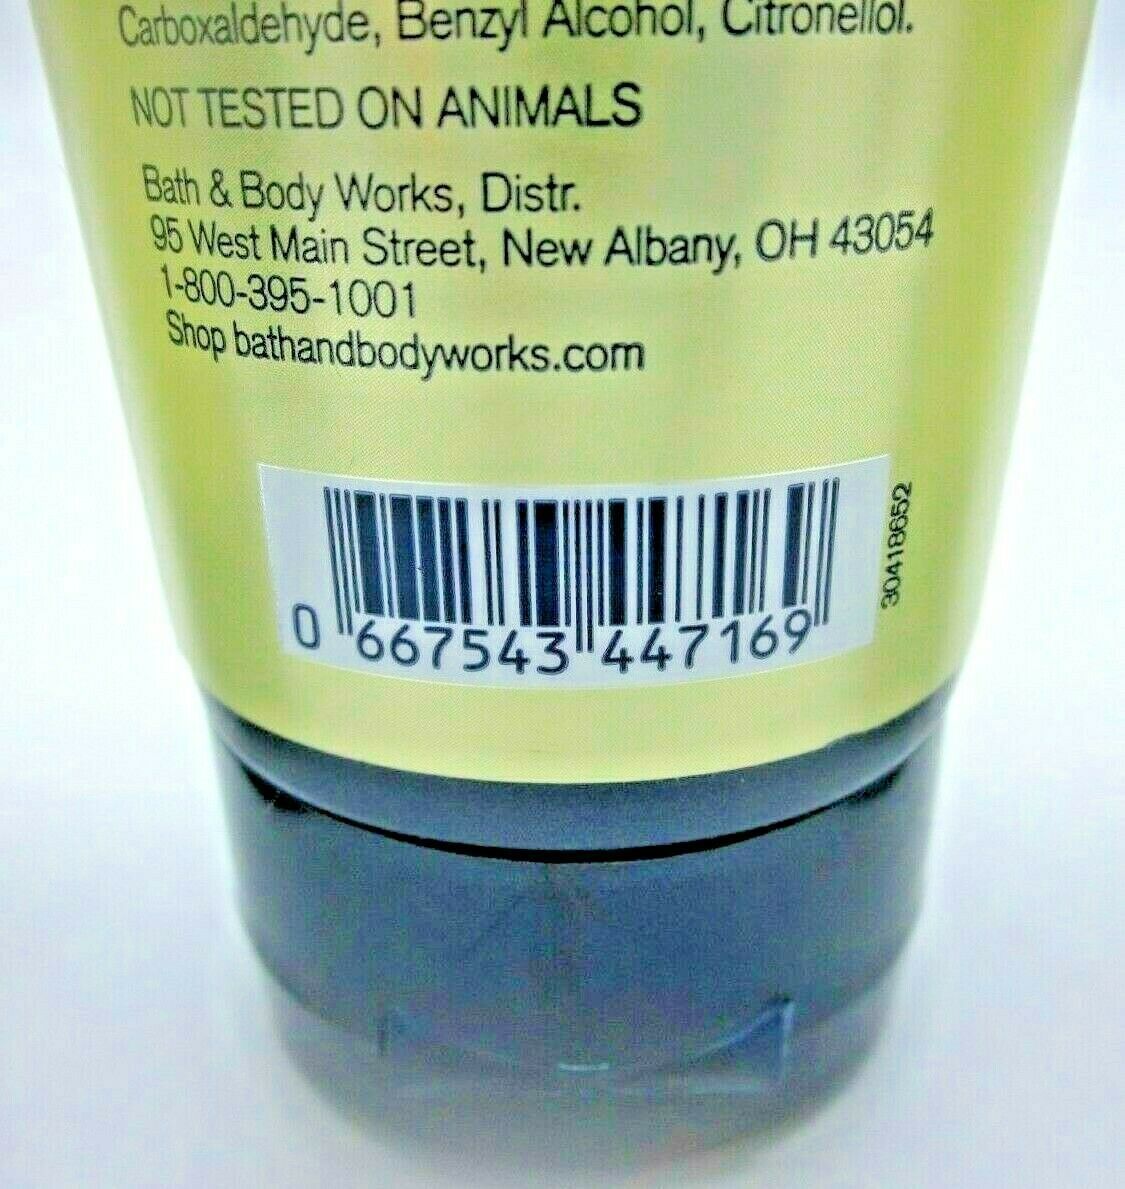 Carboxaldehyde, Benzyl Alcohol, Citronellol.
NOT TESTED ON ANIMALS
Bath & Body Works, Distr.
95 West Main Street, New Albany, OH 43054
1-800-395-1001
Shop bathandbodyworks.com
0 667543 447169
30418652